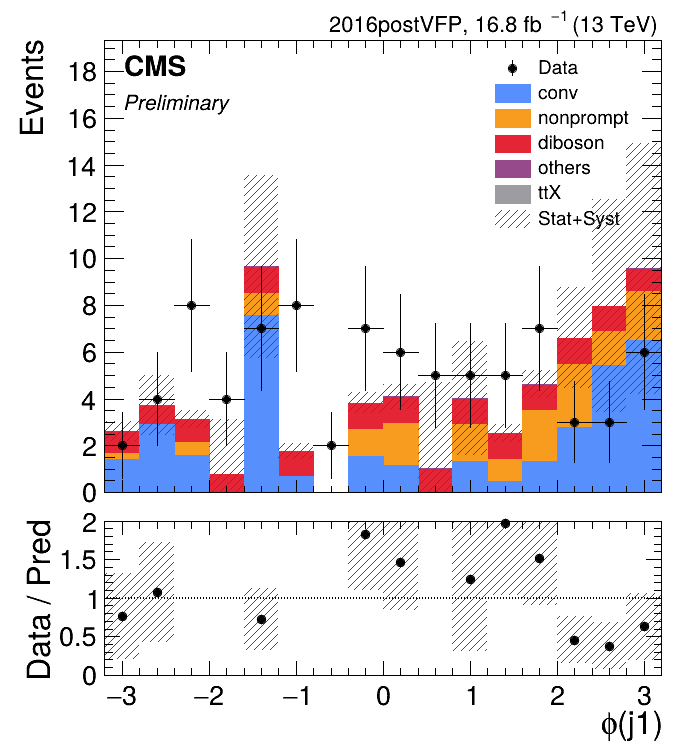 2016postVFP, 16.8 fb⁻¹ (13 TeV)
CMS
Preliminary
Events
18
16
14
12
10
8
6
4
2
0
Data
conv
nonprompt
diboson
others
ttX
Stat+Syst
Data / Pred
2
1.5
1
0.5
0
−3
−2
−1
0
1
2
3
ϕ(j1)